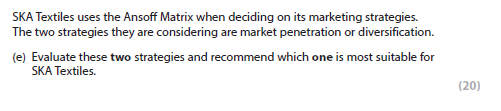 SKA Textiles uses the Ansoff Matrix when deciding on its marketing strategies.
The two strategies they are considering are market penetration or diversification.
(e) Evaluate these two strategies and recommend which one is most suitable for
SKA Textiles.
(20)